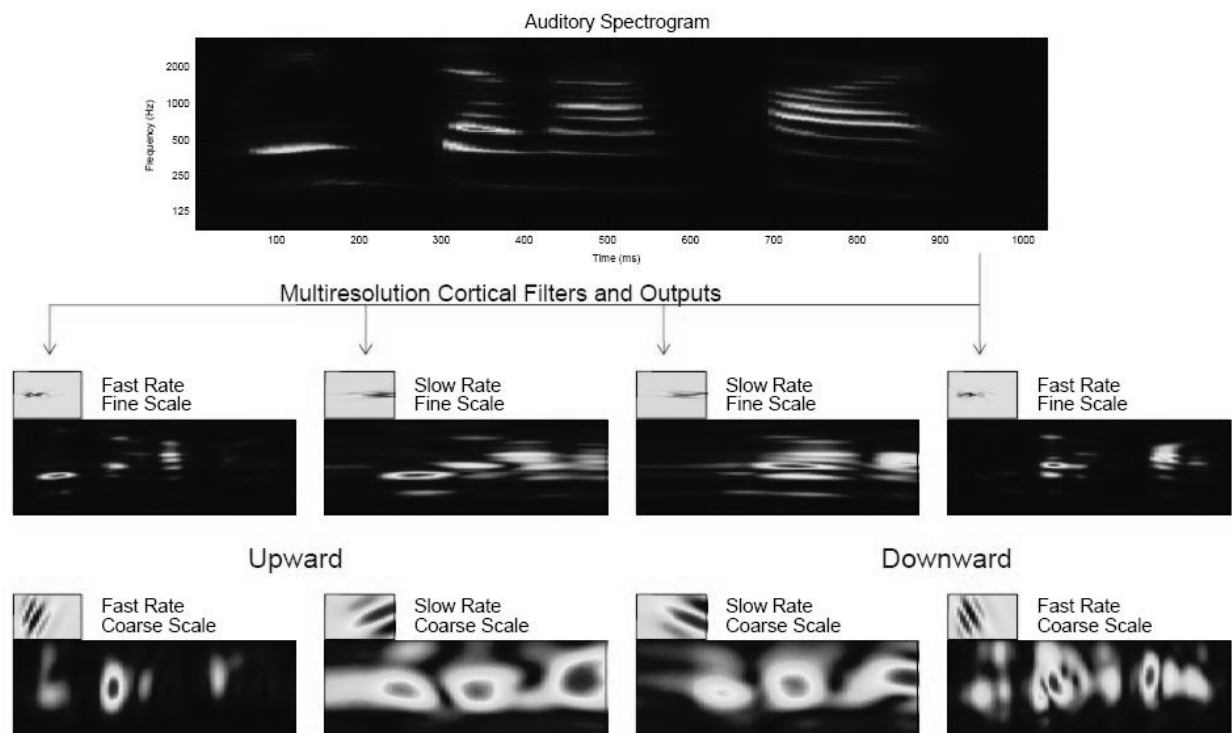 Auditory Spectrogram
Frequency (Hz)
2000
1000
500
250
125
100 200 300 400 500 600 700 800 900 1000
Time (ms)
Multiresolution Cortical Filters and Outputs
Fast Rate
Fine Scale
Slow Rate
Fine Scale
Slow Rate
Fine Scale
Fast Rate
Fine Scale
Upward
Downward
Fast Rate
Coarse Scale
Slow Rate
Coarse Scale
Slow Rate
Coarse Scale
Fast Rate
Coarse Scale